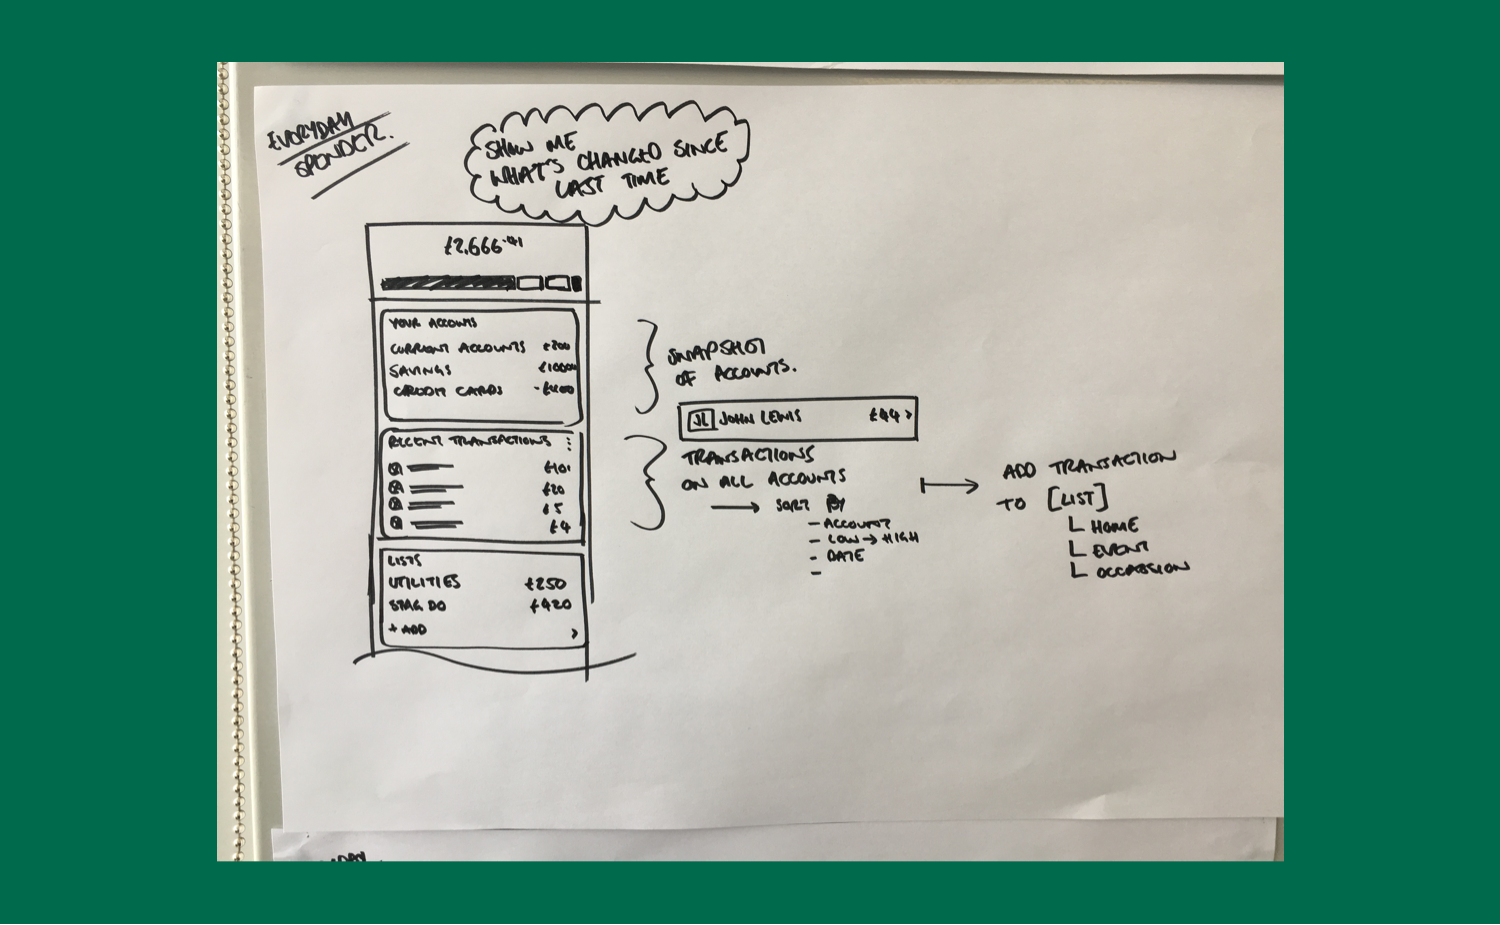 EVERYDAY
SPENDER.
SHOW ME
WHAT'S CHANGED SINCE
LAST TIME
£2,666.41
YOUR ACCOUNTS
CURRENT ACCOUNTS £200
SAVINGS £10000
CREDIT CARDS -£400
RECENT TRANSACTIONS
£101
£20
£5
£4
LISTS
UTILITIES £250
STAG DO £420
+ ADD >
SNAPSHOT
OF ACCOUNTS.
JL JOHN LEWIS £44 >
TRANSACTIONS
ON ALL ACCOUNTS
→ SORT BY
- ACCOUNT
- LOW → HIGH
- DATE
-
ADD TRANSACTION
TO [LIST]
HOME
EVENT
OCCASSION